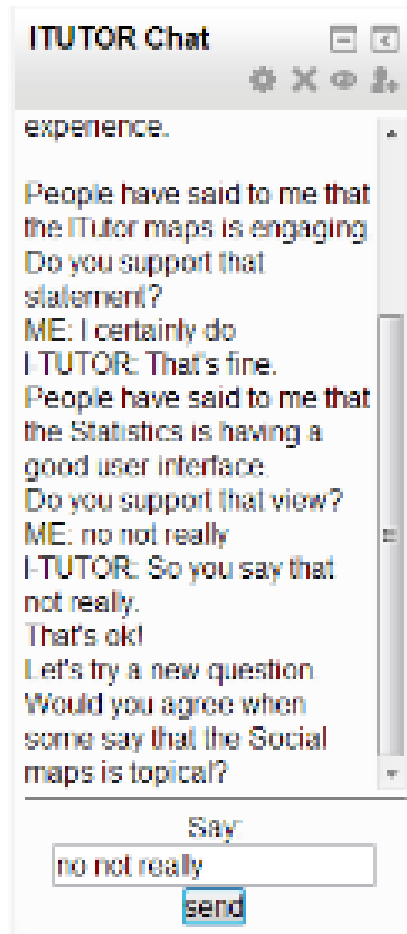 ITUTOR Chat
experience.
People have said to me that
the ITutor maps is engaging.
Do you support that
statement?
ME: I certainly do
I-TUTOR: That's fine.
People have said to me that
the Statistics is having a
good user interface.
Do you support that view?
ME: no not really
I-TUTOR: So you say that
not really.
That's ok!
Let's try a new question.
Would you agree when
some say that the Social
maps is topical?
Say:
no not really
send